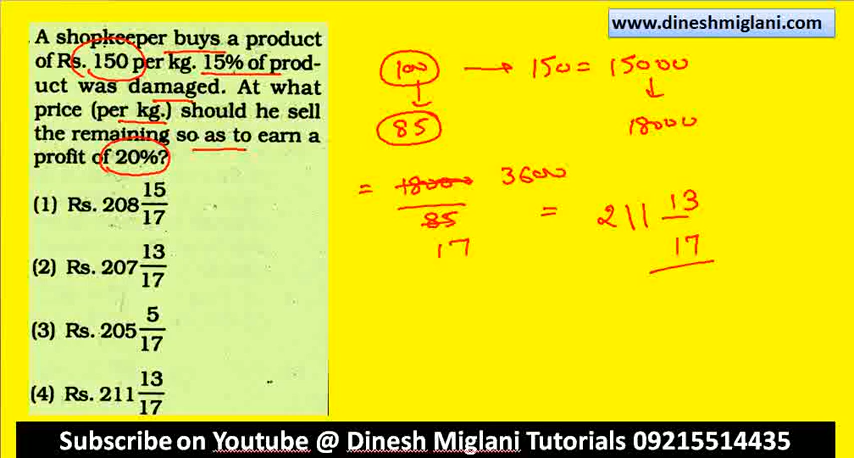 www.dineshmiglani.com
A shopkeeper buys a product
of Rs. 150 per kg. 15% of prod-
uct was damaged. At what
price (per kg.) should he sell
the remaining so as to earn a
profit of 20%?
(1) Rs. 208 15/17
(2) Rs. 207 13/17
(3) Rs. 205 5/17
(4) Rs. 211 13/17
100 → 150 = 15000
↓ ↓
85 18000
= 18000/85 3600/17 = 211 13/17
Subscribe on Youtube @ Dinesh Miglani Tutorials 09215514435